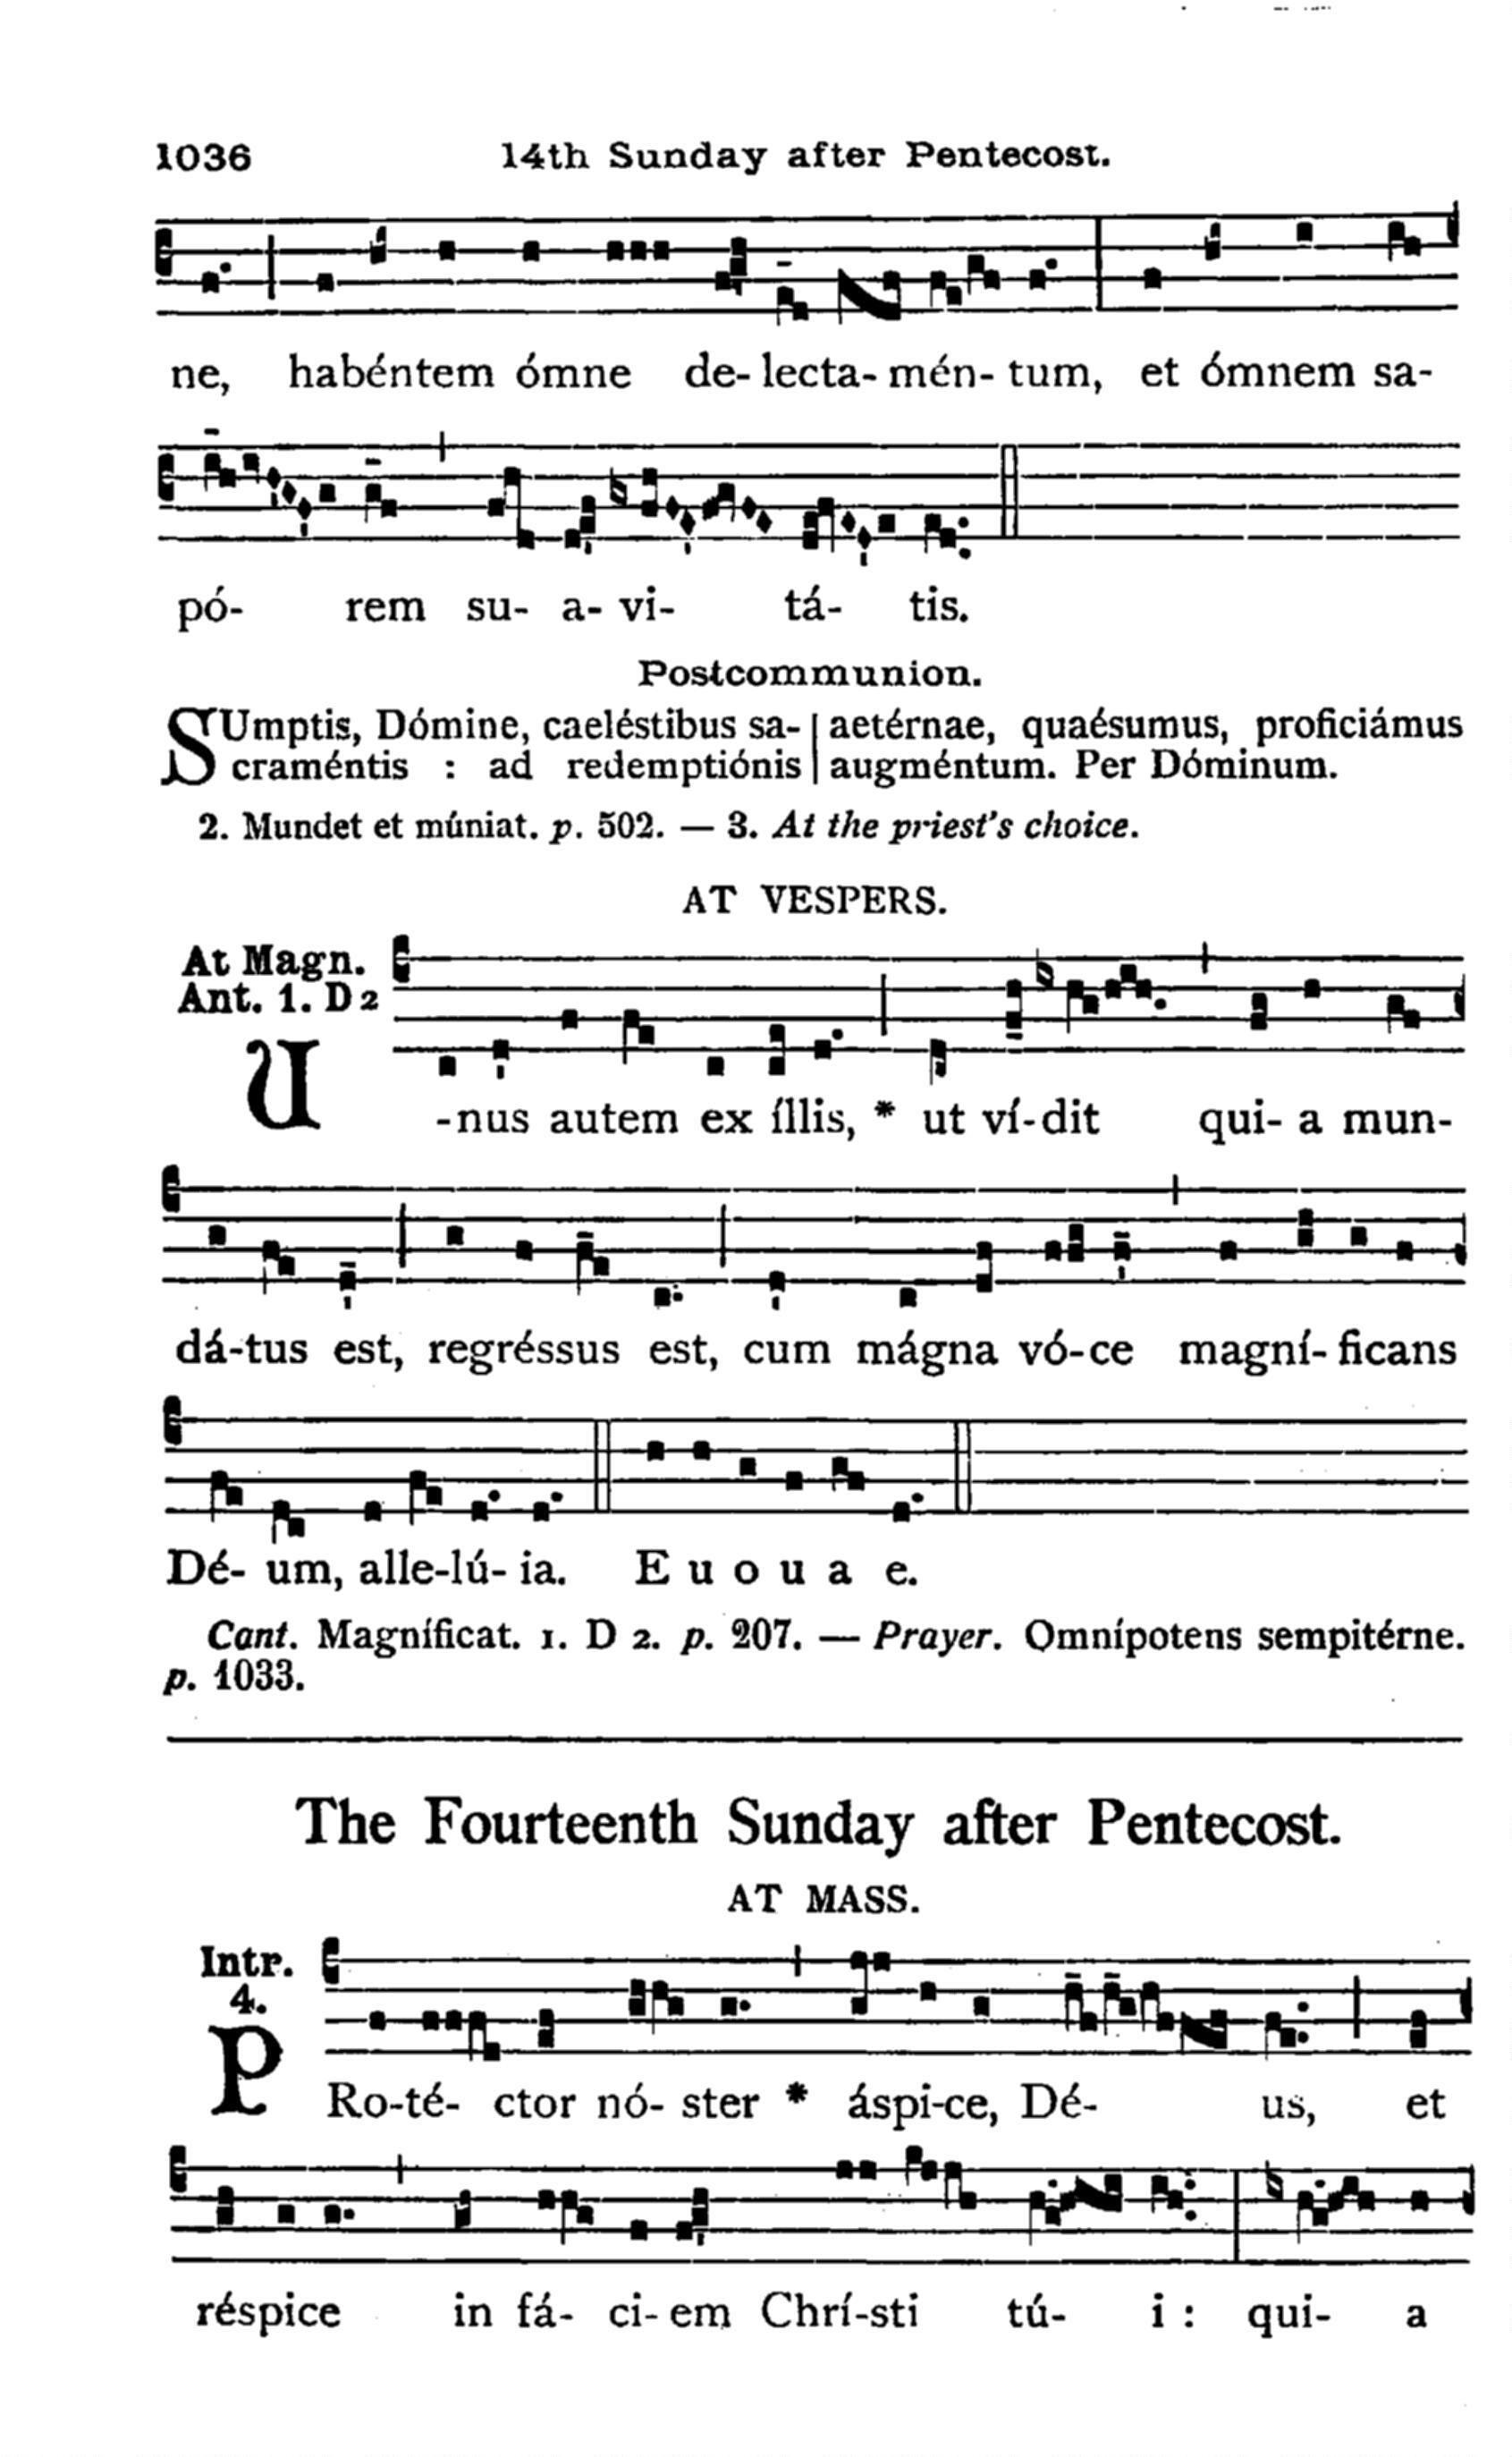 1036 14th Sunday after Pentecost.
ne, habéntem ómne de- lecta- mén- tum, et ómnem sa-
pó- rem su- a- vi- tá- tis.
Postcommunion.
SUmptis, Dómine, caeléstibus sa-
craméntis : ad redemptiónis
aetérnae, quaésumus, proficiámus
augméntum. Per Dóminum.
2. Mundet et múniat. p. 502. — 3. At the priest's choice.
AT VESPERS.
At Magn.
Ant. 1. D 2
U-nus autem ex íllis, * ut ví-dit qui- a mun-
dá-tus est, regréssus est, cum mágna vó-ce magní- ficans
Dé- um, alle-lú- ia. E u o u a e.
Cant. Magníficat. 1. D 2. p. 207. — Prayer. Omnípotens sempitérne.
p. 1033.
The Fourteenth Sunday after Pentecost.
AT MASS.
Intr.
4.
PRo-té- ctor nó- ster * áspi-ce, Dé- us, et
réspice in fá- ci- em Chrí-sti tú- i : qui- a